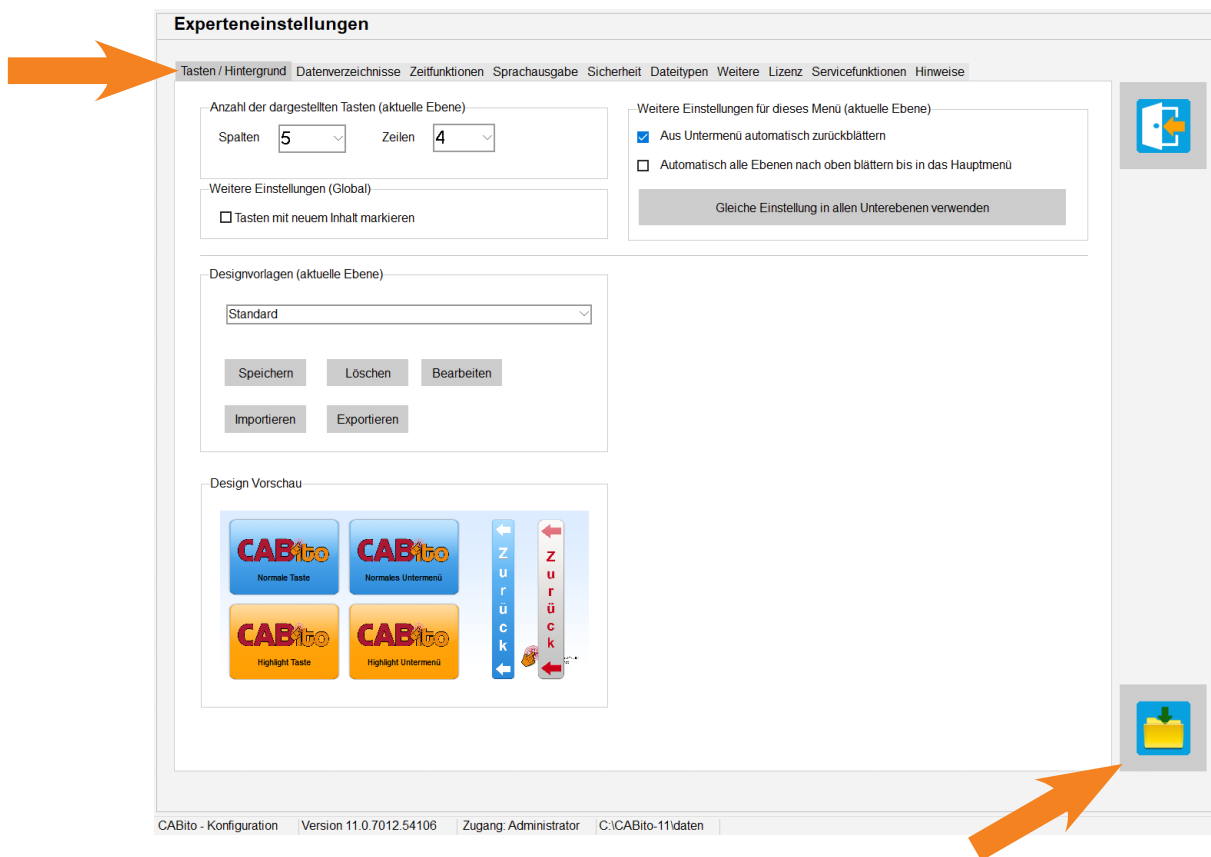 Experteneinstellungen
Tasten / Hintergrund Datenverzeichnisse Zeitfunktionen Sprachausgabe Sicherheit Dateitypen Weitere Lizenz Servicefunktionen Hinweise
Anzahl der dargestellten Tasten (aktuelle Ebene)
Spalten 5 Zeilen 4
Weitere Einstellungen (Global)
Tasten mit neuem Inhalt markieren
Weitere Einstellungen für dieses Menü (aktuelle Ebene)
Aus Untermenü automatisch zurückblättern
Automatisch alle Ebenen nach oben blättern bis in das Hauptmenü
Gleiche Einstellung in allen Unterebenen verwenden
Designvorlagen (aktuelle Ebene)
Standard
Speichern Löschen Bearbeiten
Importieren Exportieren
Design Vorschau
CABito
Normale Taste
CABito
Normales Untermenü
CABito
Highlight Taste
CABito
Highlight Untermenü
Zurück
Zurück
CABito - Konfiguration Version 11.0.7012.54106 Zugang: Administrator C:\CABito-11\daten